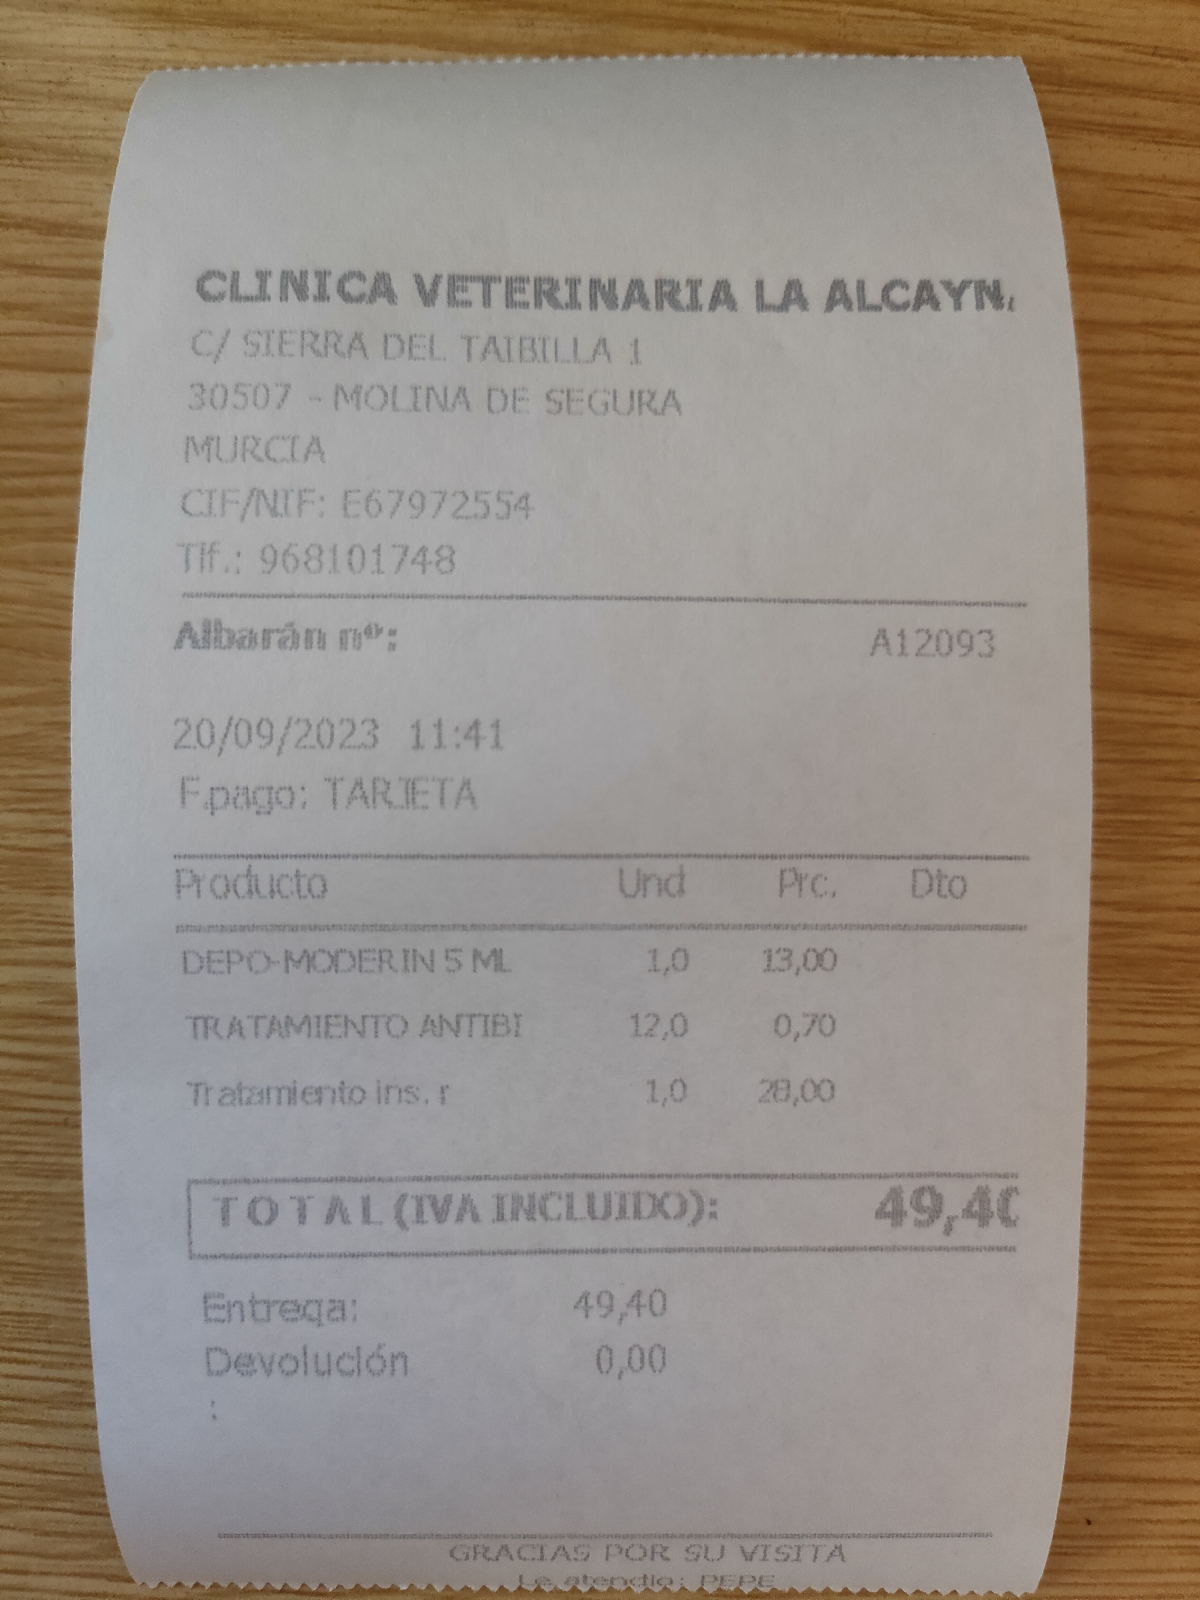 CLINICA VETERINARIA LA ALCAYN
C/ SIERRA DEL TAIBILLA 1
30507 - MOLINA DE SEGURA
MURCIA
CIF/NIF: E67972554
Tlf.: 968101748
Albarán nº: A12093
20/09/2023 11:41
F.pago: TARJETA
Producto Und Prc. Dto
DEPO-MODERIN 5 ML 1,0 13,00
TRATAMIENTO ANTIBI 12,0 0,70
Tratamiento ins. r 1,0 28,00
TOTAL (IVA INCLUIDO): 49,40
Entrega: 49,40
Devolución 0,00
:
GRACIAS POR SU VISITA
Le atendio: PEPE